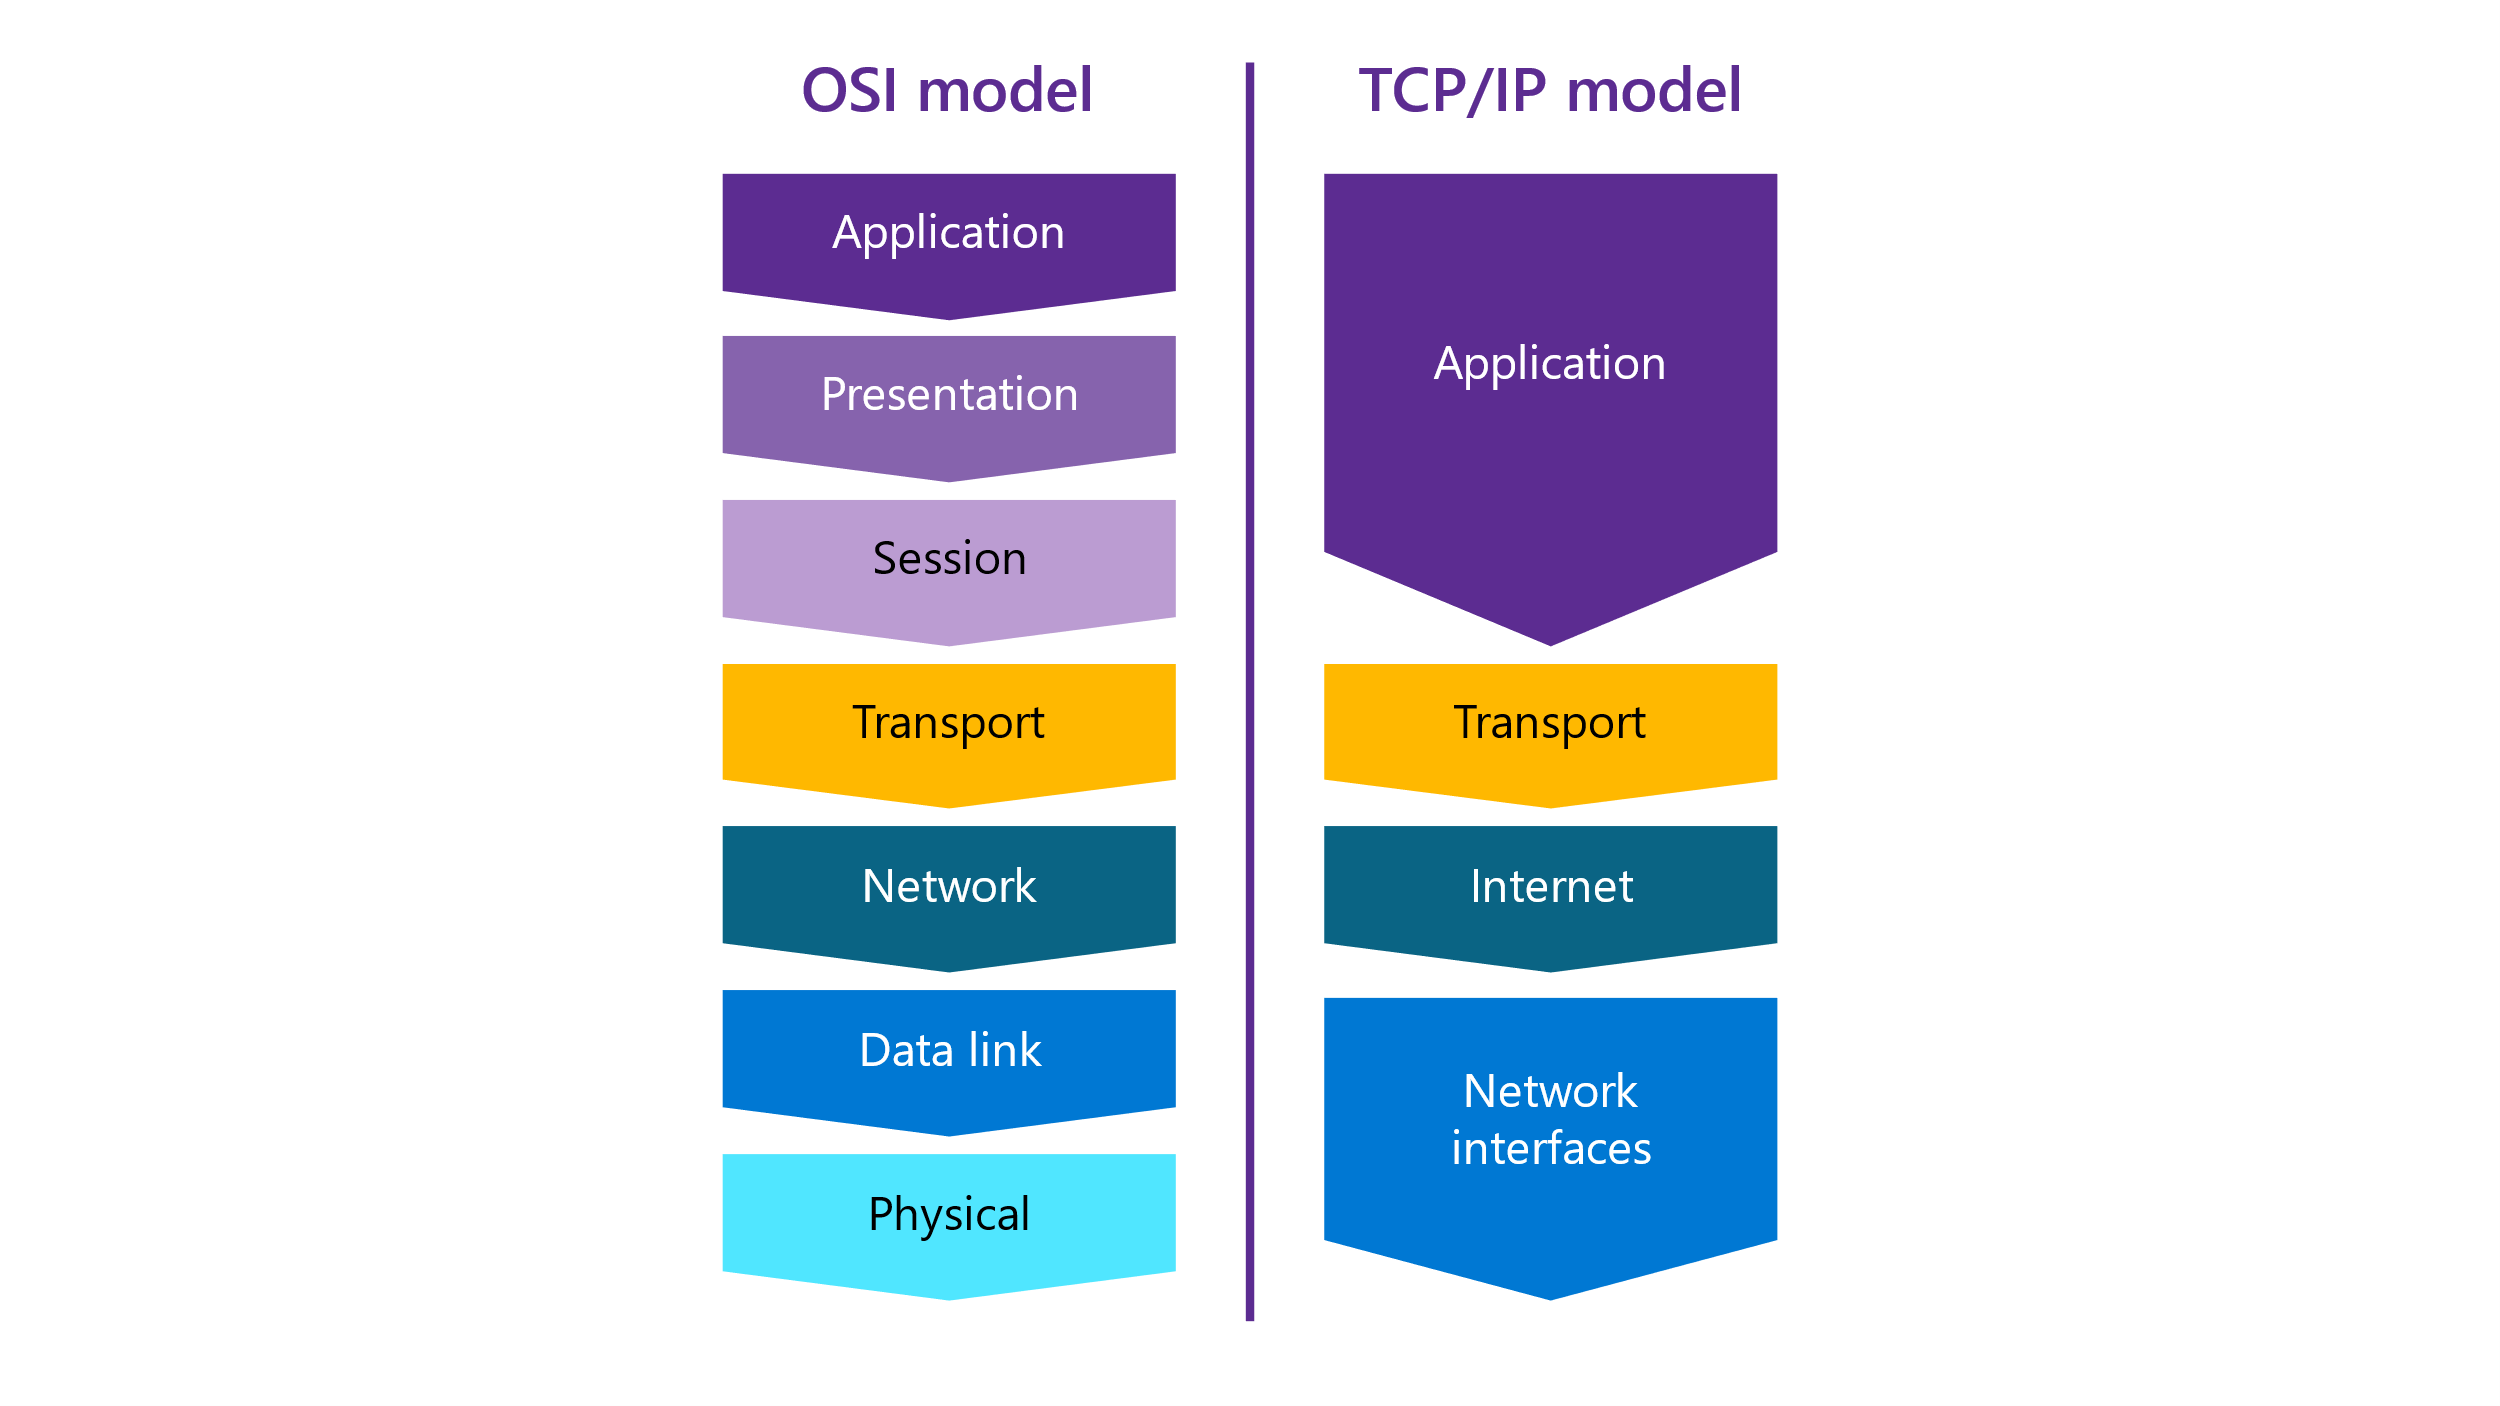 OSI model
Application
Presentation
Session
Transport
Network
Data link
Physical
TCP/IP model
Application
Transport
Internet
Network
interfaces